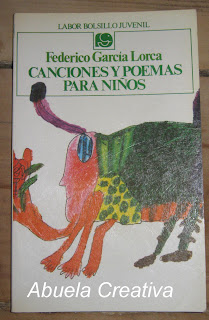 LABOR BOLSILLO JUVENIL
Federico García Lorca
CANCIONES Y POEMAS
PARA NIÑOS
Abuela Creativa